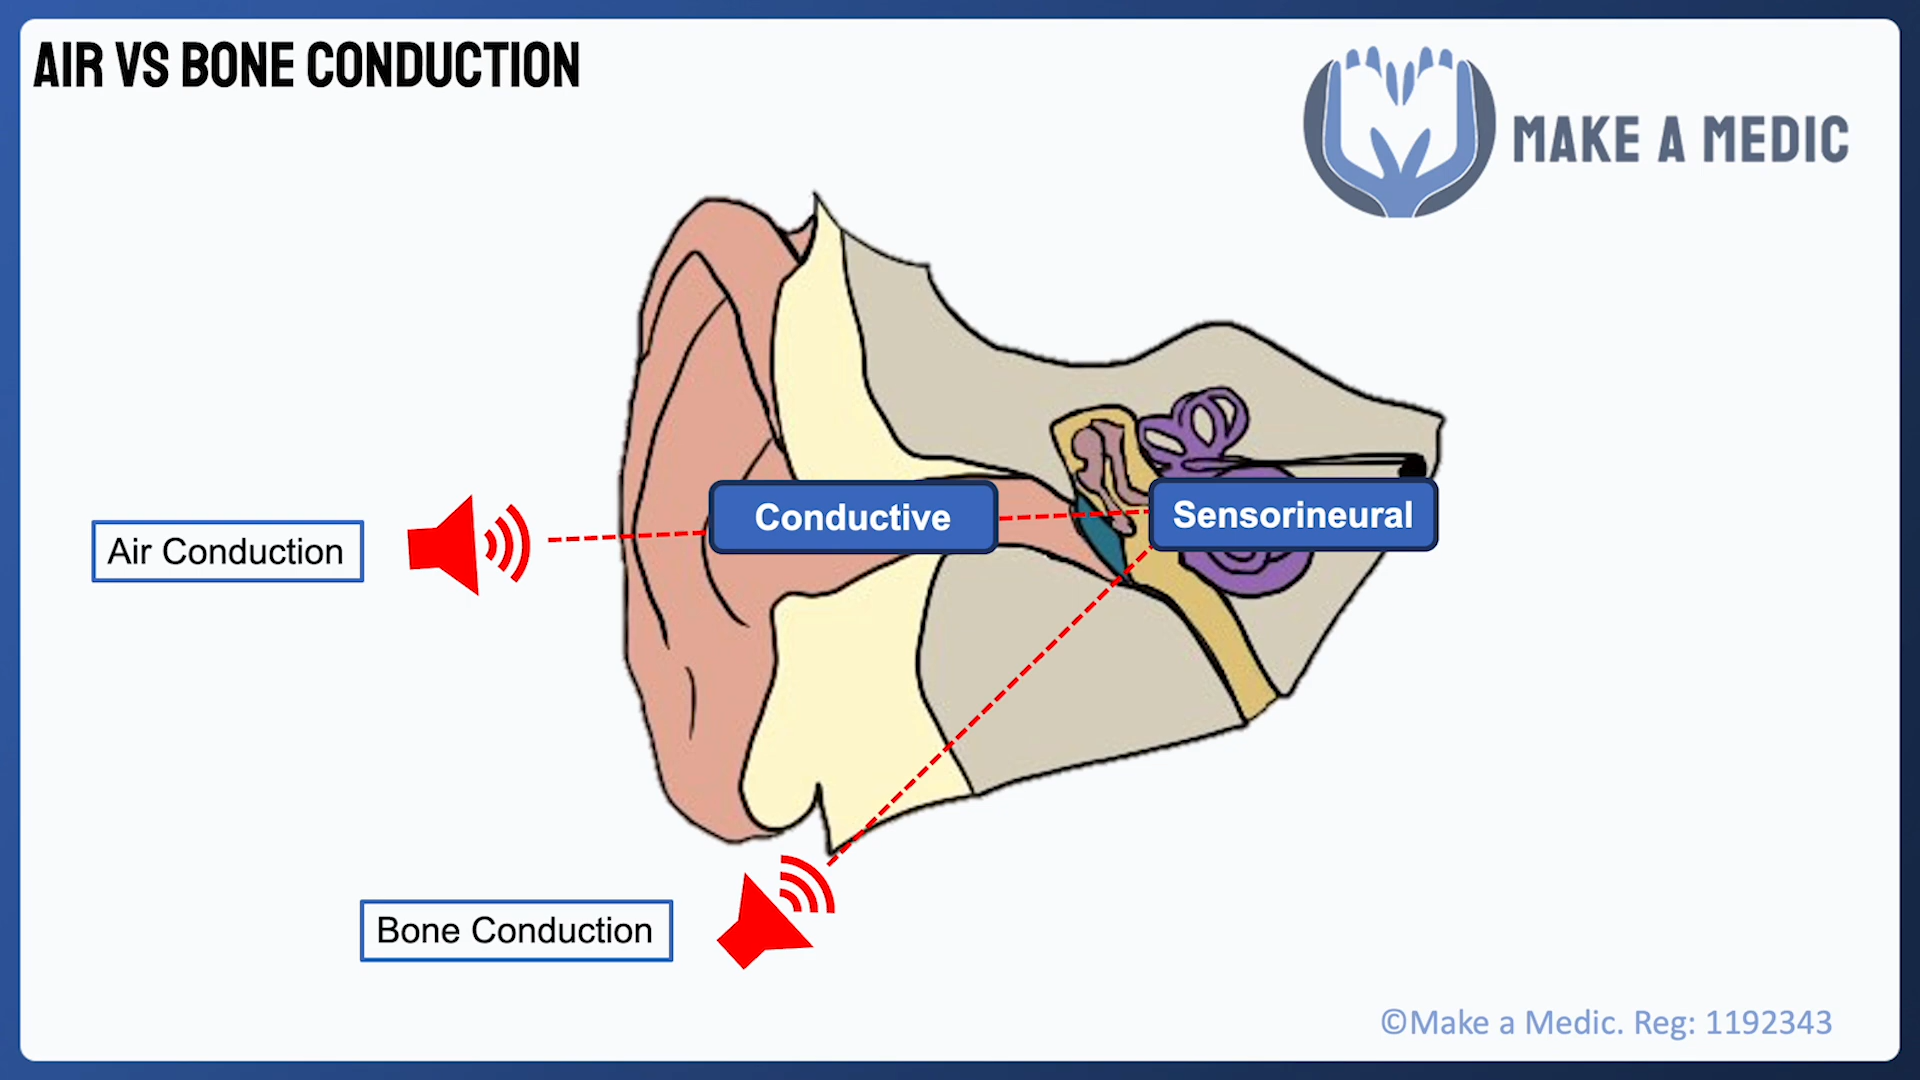 AIR VS BONE CONDUCTION
MAKE A MEDIC
Conductive
Sensorineural
Air Conduction
Bone Conduction
©Make a Medic. Reg: 1192343